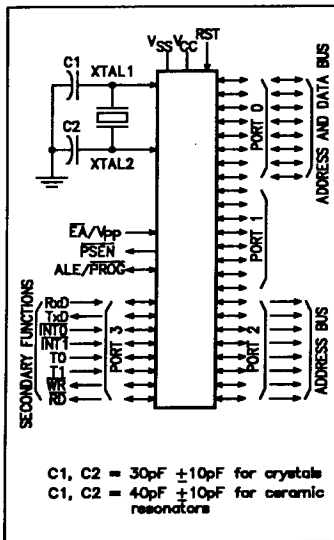 VSS VCC RST
C1
XTAL1
C2
XTAL2
PORT 0
ADDRESS AND DATA BUS
PORT 1
EA/VPP
PSEN
ALE/PROG
SECONDARY FUNCTIONS
RxD
TxD
INT0
INT1
T0
T1
WR
RD
PORT 3
PORT 2
ADDRESS BUS
C1, C2 = 30pF ±10pF for crystals
C1, C2 = 40pF ±10pF for ceramic
resonators